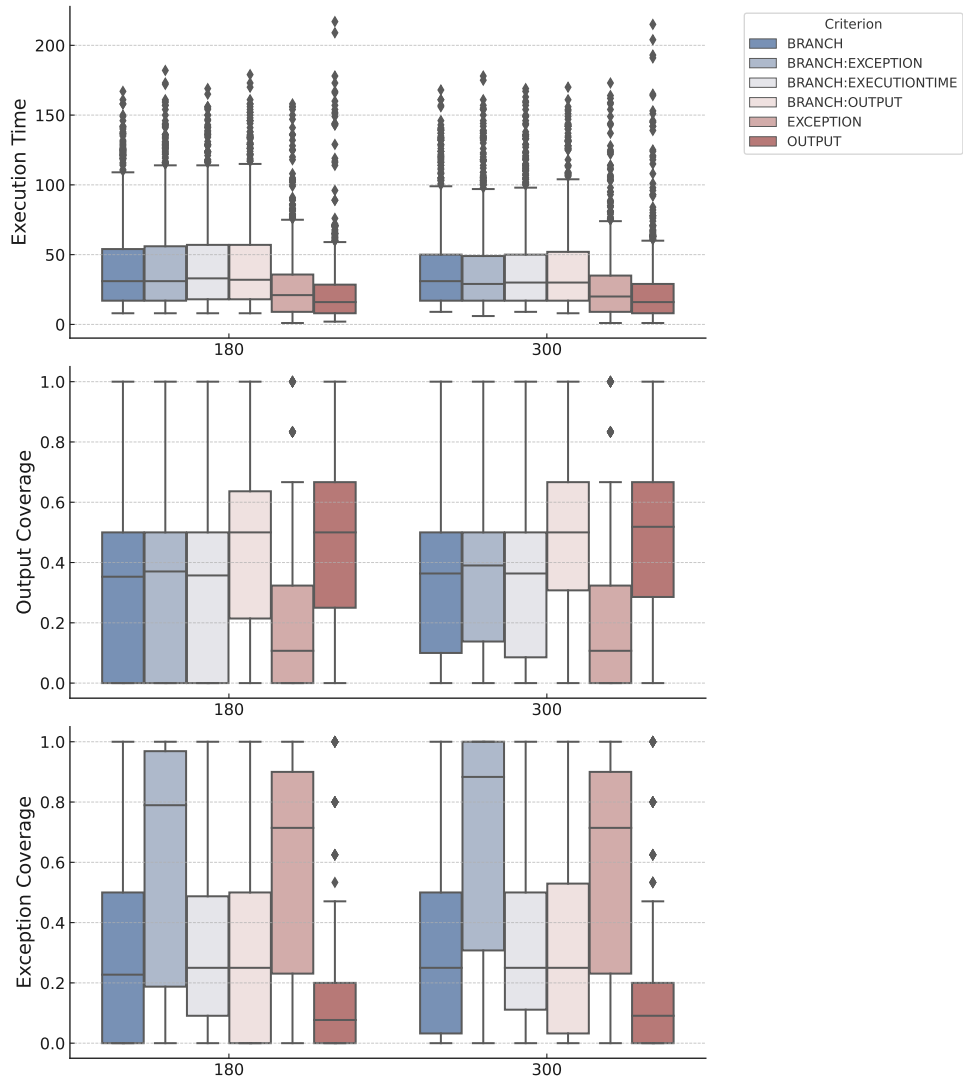 Criterion
BRANCH
BRANCH:EXCEPTION
BRANCH:EXECUTIONTIME
BRANCH:OUTPUT
EXCEPTION
OUTPUT
Execution Time
200
150
100
50
0
180 300
Output Coverage
1.0
0.8
0.6
0.4
0.2
0.0
180 300
Exception Coverage
1.0
0.8
0.6
0.4
0.2
0.0
180 300